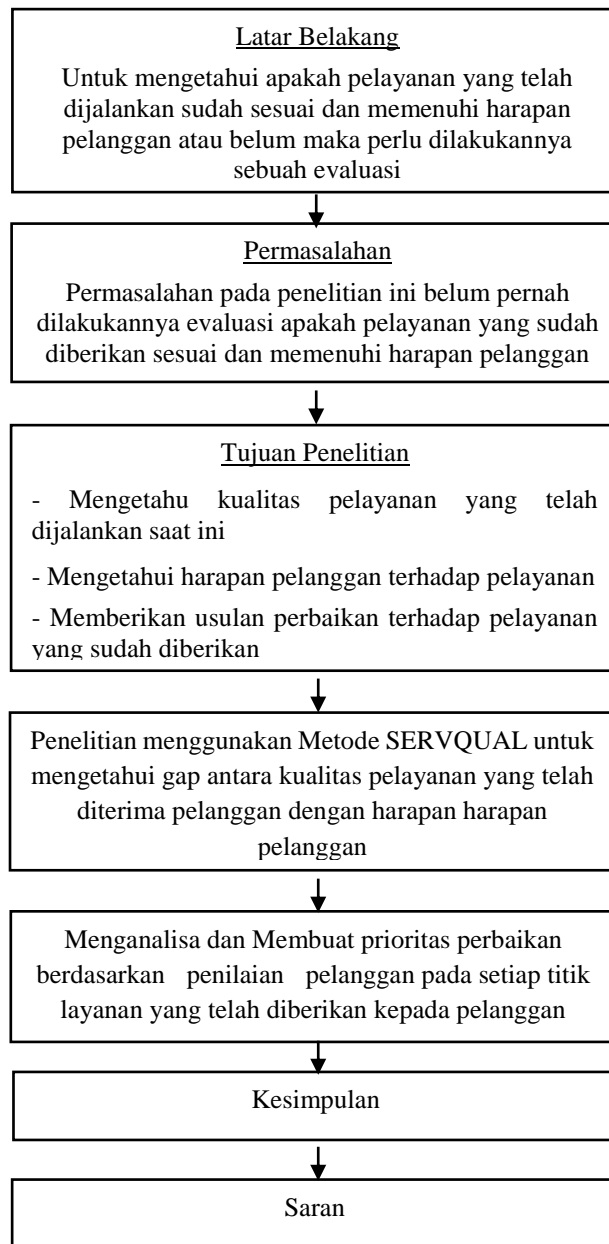 Latar Belakang
Untuk mengetahui apakah pelayanan yang telah
dijalankan sudah sesuai dan memenuhi harapan
pelanggan atau belum maka perlu dilakukannya
sebuah evaluasi
Permasalahan
Permasalahan pada penelitian ini belum pernah
dilakukannya evaluasi apakah pelayanan yang sudah
diberikan sesuai dan memenuhi harapan pelanggan
Tujuan Penelitian
- Mengetahu kualitas pelayanan yang telah
dijalankan saat ini
- Mengetahui harapan pelanggan terhadap pelayanan
- Memberikan usulan perbaikan terhadap pelayanan
yang sudah diberikan
Penelitian menggunakan Metode SERVQUAL untuk
mengetahui gap antara kualitas pelayanan yang telah
diterima pelanggan dengan harapan harapan
pelanggan
Menganalisa dan Membuat prioritas perbaikan
berdasarkan penilaian pelanggan pada setiap titik
layanan yang telah diberikan kepada pelanggan
Kesimpulan
Saran